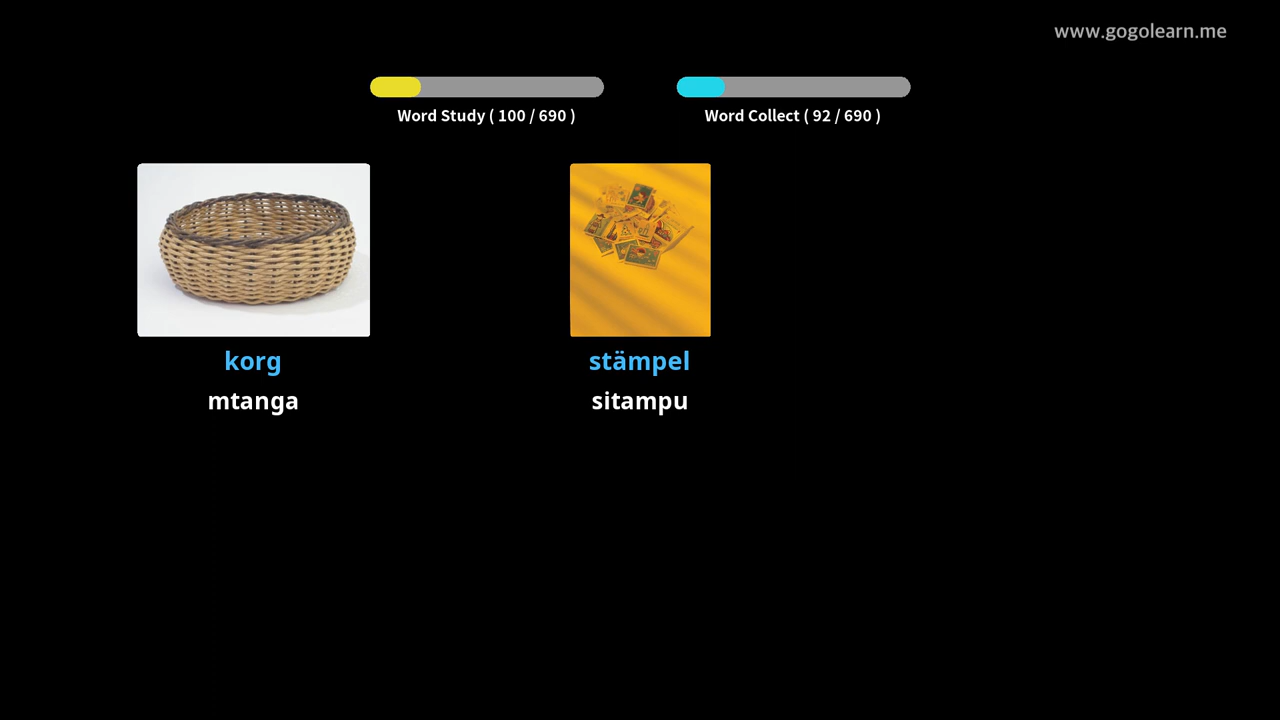 www.gogolearn.me
Word Study ( 100 / 690 )
Word Collect ( 92 / 690 )
korg
mtanga
stämpel
sitampu